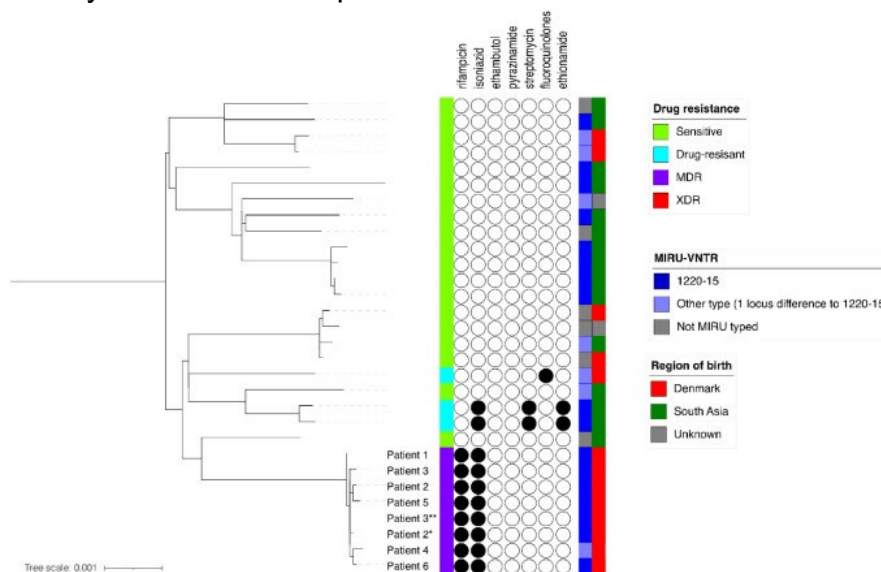 rifampicin
isoniazid
ethambutol
pyrazinamide
streptomycin
fluoroquinolones
ethionamide
Drug resistance
Sensitive
Drug-resisant
MDR
XDR
MIRU-VNTR
1220-15
Other type (1 locus difference to 1220-15
Not MIRU typed
Region of birth
Denmark
South Asia
Unknown
Patient 1
Patient 3
Patient 2
Patient 5
Patient 3**
Patient 2*
Patient 4
Patient 6
Tree scale: 0.001